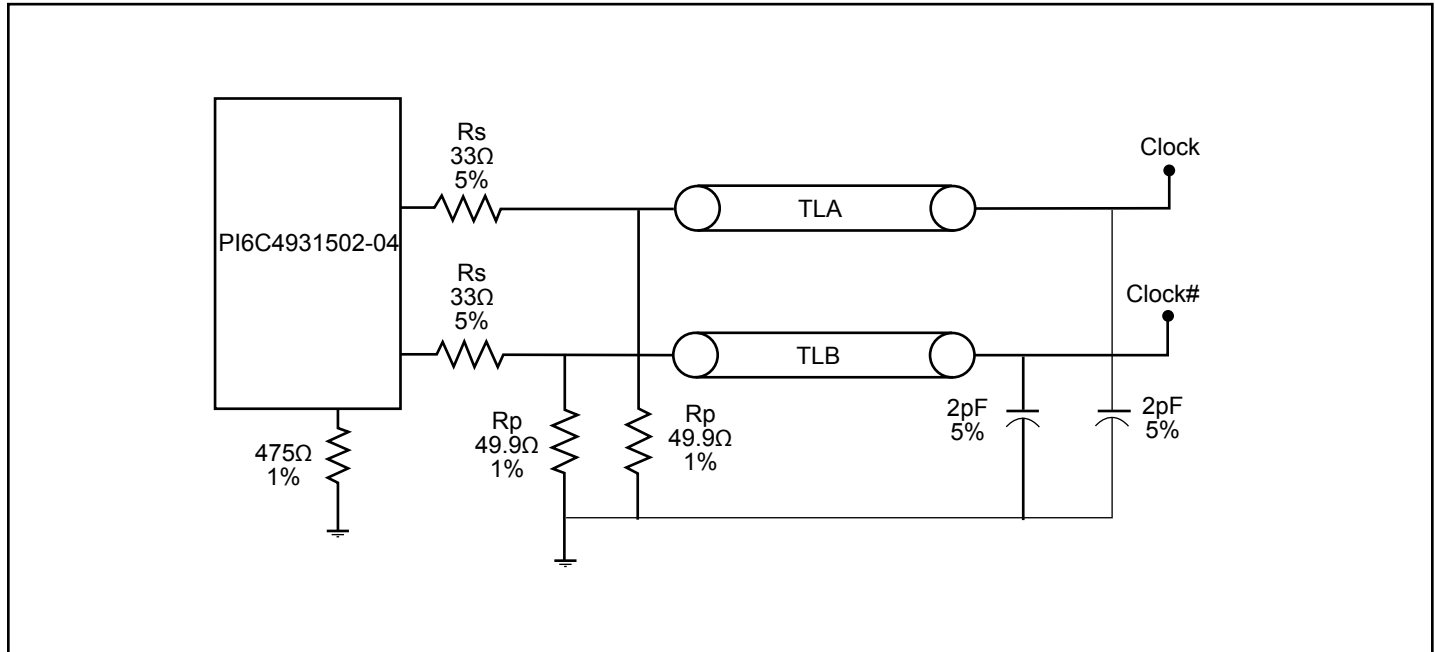 Rs
33Ω
5%
Clock
TLA
PI6C4931502-04
Rs
33Ω
5%
Clock#
TLB
475Ω
1%
Rp
49.9Ω
1%
Rp
49.9Ω
1%
2pF
5%
2pF
5%